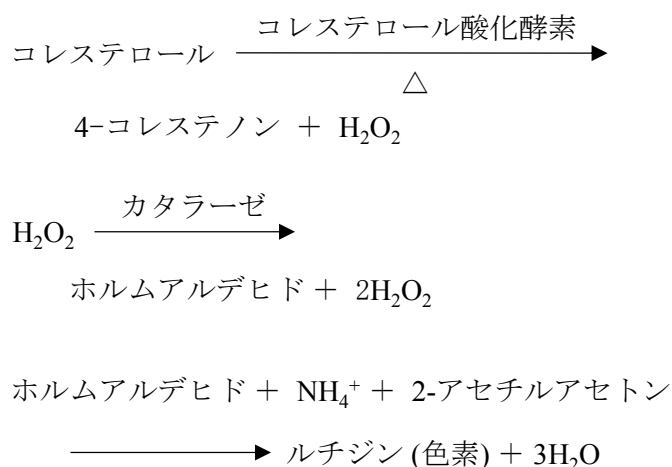 コレステロール酸化酵素
コレステロール
△
4-コレステノン + H₂O₂
カタラーゼ
H₂O₂
ホルムアルデヒド + 2H₂O₂
ホルムアルデヒド + NH₄⁺ + 2-アセチルアセトン
ルチジン (色素) + 3H₂O